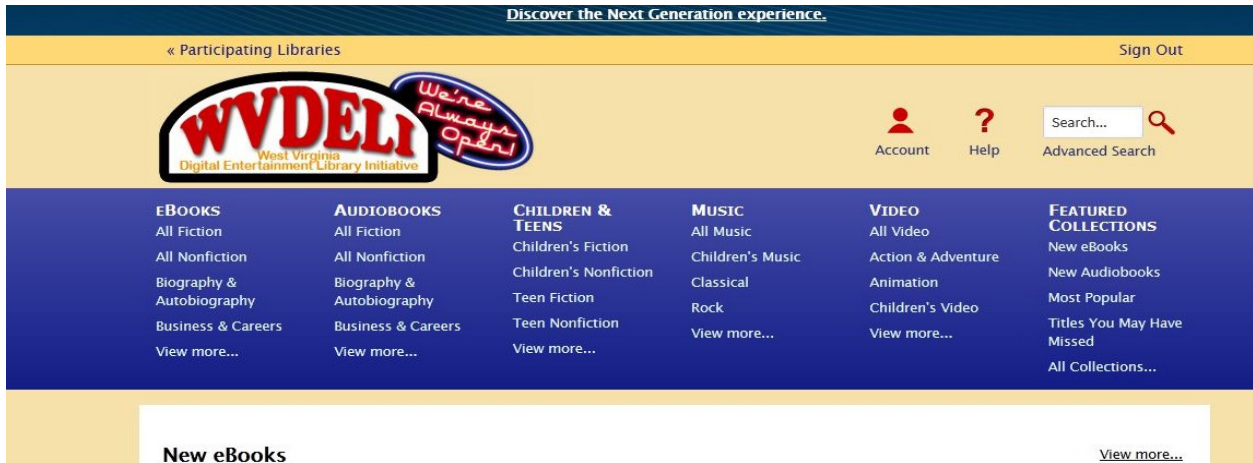 Discover the Next Generation experience.
« Participating Libraries
Sign Out
WVDELI
West Virginia
Digital Entertainment Library Initiative
We're
Always
Open!
Account
Help
Search...
Advanced Search
EBOOKS
All Fiction
All Nonfiction
Biography &
Autobiography
Business & Careers
View more...
AUDIOBOOKS
All Fiction
All Nonfiction
Biography &
Autobiography
Business & Careers
View more...
CHILDREN &
TEENS
Children's Fiction
Children's Nonfiction
Teen Fiction
Teen Nonfiction
View more...
MUSIC
All Music
Children's Music
Classical
Rock
View more...
VIDEO
All Video
Action & Adventure
Animation
Children's Video
View more...
FEATURED
COLLECTIONS
New eBooks
New Audiobooks
Most Popular
Titles You May Have
Missed
All Collections...
New eBooks
View more...